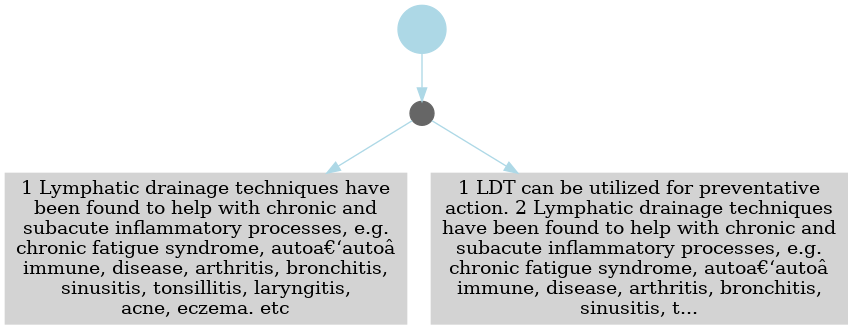 1 Lymphatic drainage techniques have
been found to help with chronic and
subacute inflammatory processes, e.g.
chronic fatigue syndrome, autoa€‘autoâ
immune, disease, arthritis, bronchitis,
sinusitis, tonsillitis, laryngitis,
acne, eczema. etc
1 LDT can be utilized for preventative
action. 2 Lymphatic drainage techniques
have been found to help with chronic and
subacute inflammatory processes, e.g.
chronic fatigue syndrome, autoa€‘autoâ
immune, disease, arthritis, bronchitis,
sinusitis, t...